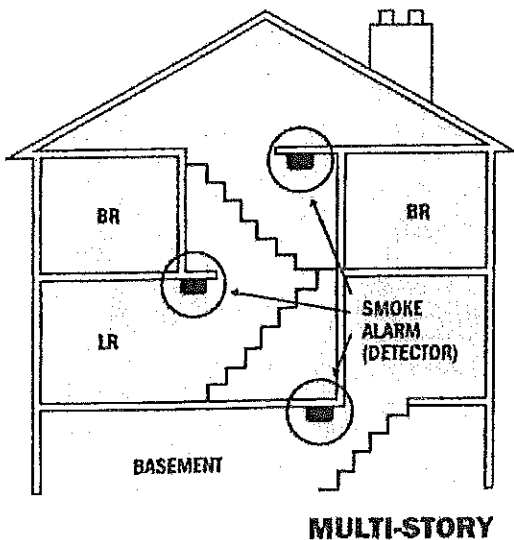 BR
BR
LR
SMOKE
ALARM
(DETECTOR)
BASEMENT
MULTI-STORY